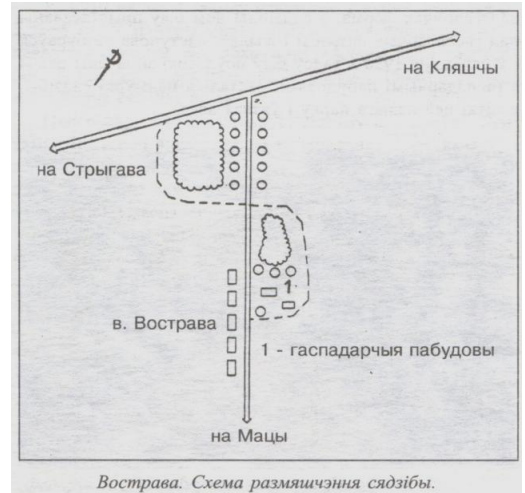 на Кляшчы
на Стрыгава
1
в. Вострава
1 - гаспадарчыя пабудовы
на Мацы
Вострава. Схема размяшчэння сядзібы.